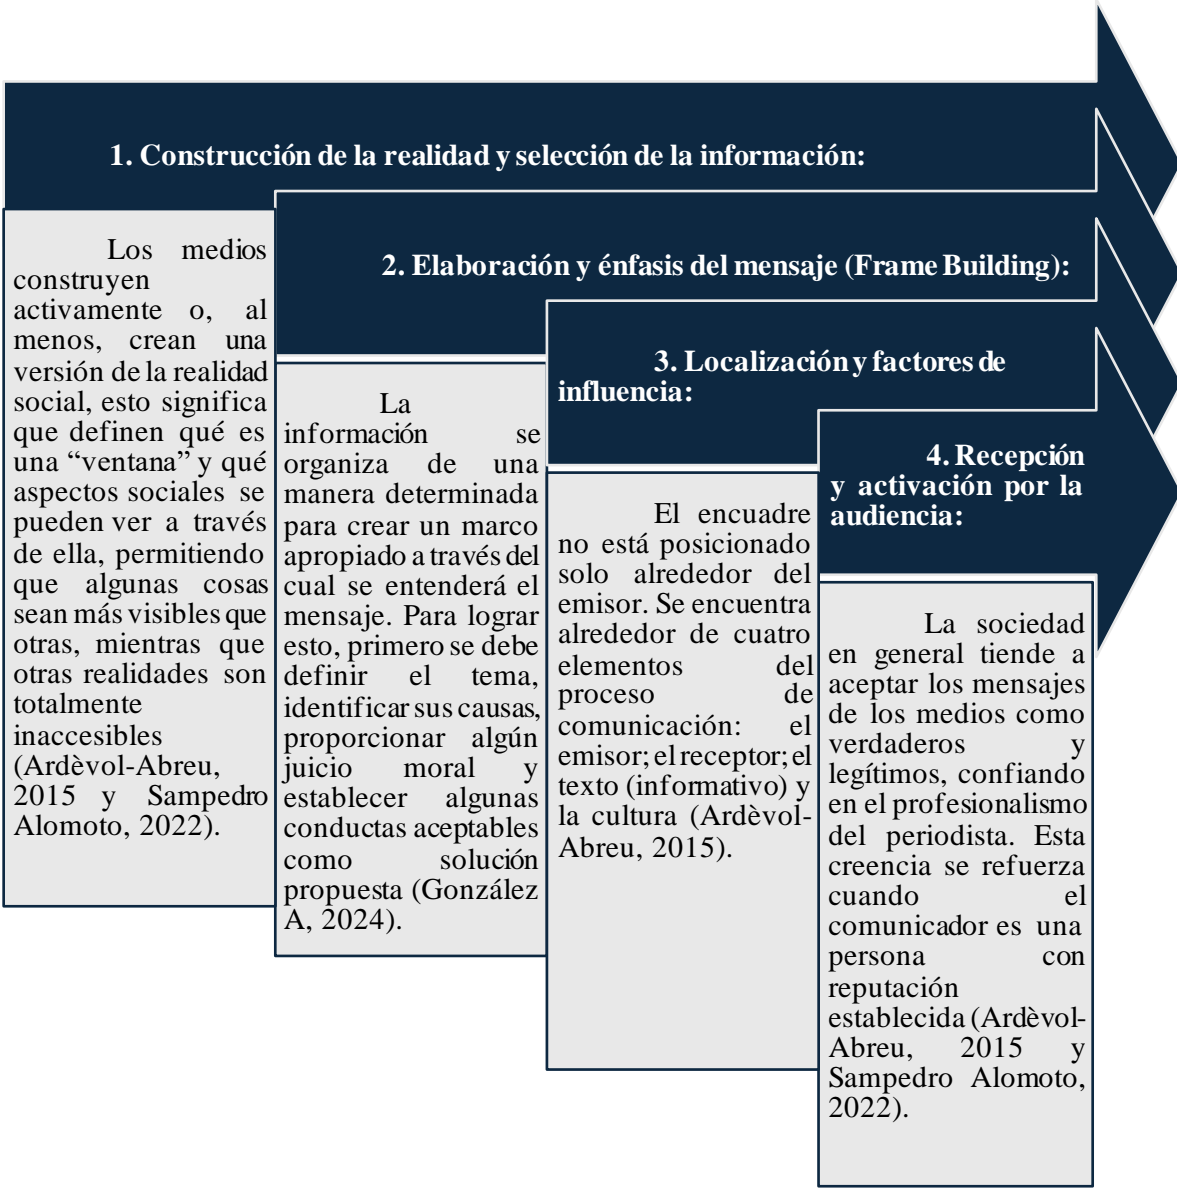 1. Construcción de la realidad y selección de la información:
Los medios
construyen
activamente o, al
menos, crean una
versión de la realidad
social, esto significa
que definen qué es
una “ventana” y qué
aspectos sociales se
pueden ver a través
de ella, permitiendo
que algunas cosas
sean más visibles que
otras, mientras que
otras realidades son
totalmente
inaccesibles
(Ardèvol-Abreu,
2015 y Sampedro
Alomoto, 2022).
2. Elaboración y énfasis del mensaje (Frame Building):
La
información se
organiza de una
manera determinada
para crear un marco
apropiado a través del
cual se entenderá el
mensaje. Para lograr
esto, primero se debe
definir el tema,
identificar sus causas,
proporcionar algún
juicio moral y
establecer algunas
conductas aceptables
como solución
propuesta (González
A, 2024).
3. Localización y factores de
influencia:
El encuadre
no está posicionado
solo alrededor del
emisor. Se encuentra
alrededor de cuatro
elementos del
proceso de
comunicación: el
emisor; el receptor; el
texto (informativo) y
la cultura (Ardèvol-
Abreu, 2015).
4. Recepción
y activación por la
audiencia:
La sociedad
en general tiende a
aceptar los mensajes
de los medios como
verdaderos y
legítimos, confiando
en el profesionalismo
del periodista. Esta
creencia se refuerza
cuando el
comunicador es una
persona con
reputación
establecida (Ardèvol-
Abreu, 2015 y
Sampedro Alomoto,
2022).